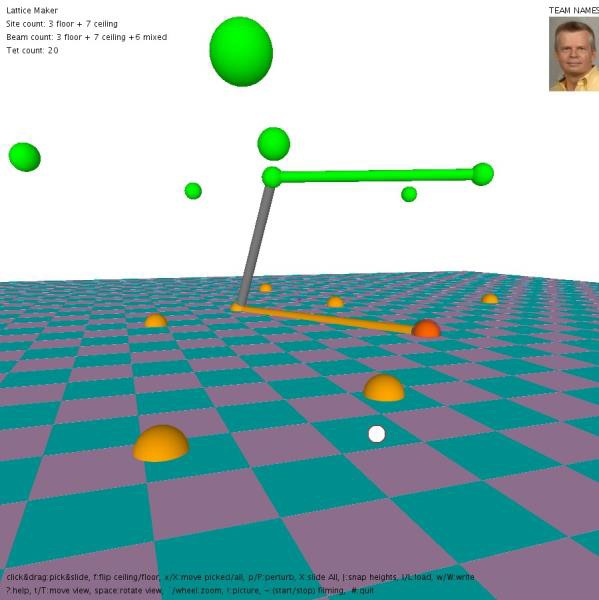 Lattice Maker
TEAM NAMES
Site count: 3 floor + 7 ceiling
Beam count: 3 floor + 7 ceiling +6 mixed
Tet count: 20
click&drag:pick&slide, f:flip ceiling/floor, x/X:move picked/all, p/P:perturb, X:slide All, |:snap heights, l/L:load, w/W:write
?:help, t/T:move view, space:rotate view, /wheel:zoom, !:picture, ~ (start/stop) filming, #:quit